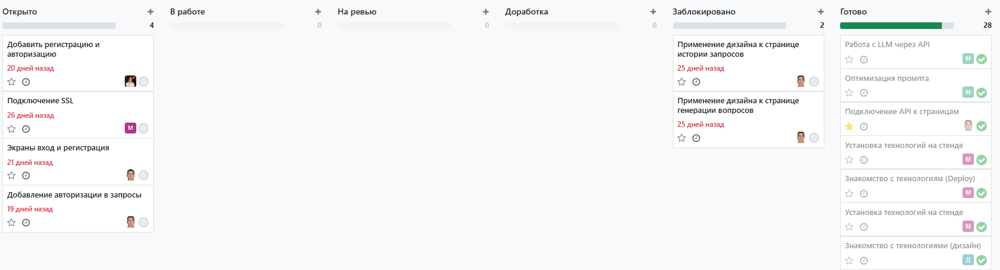 Открыто +
4
Добавить регистрацию и
авторизацию
20 дней назад
Подключение SSL
26 дней назад
М
Экраны вход и регистрация
21 дней назад
Добавление авторизации в запросы
19 дней назад
В работе +
0
На ревью +
0
Доработка +
0
Заблокировано +
2
Применение дизайна к странице
истории запросов
25 дней назад
Применение дизайна к странице
генерации вопросов
25 дней назад
Готово +
28
Работа с LLM через API
М
Оптимизация промпта
М
Подключение API к страницам
Установка технологий на стенде
М
Знакомство с технологиям (Deploy)
М
Установка технологий на стенде
М
Знакомство с технологиями (дизайн)
Д